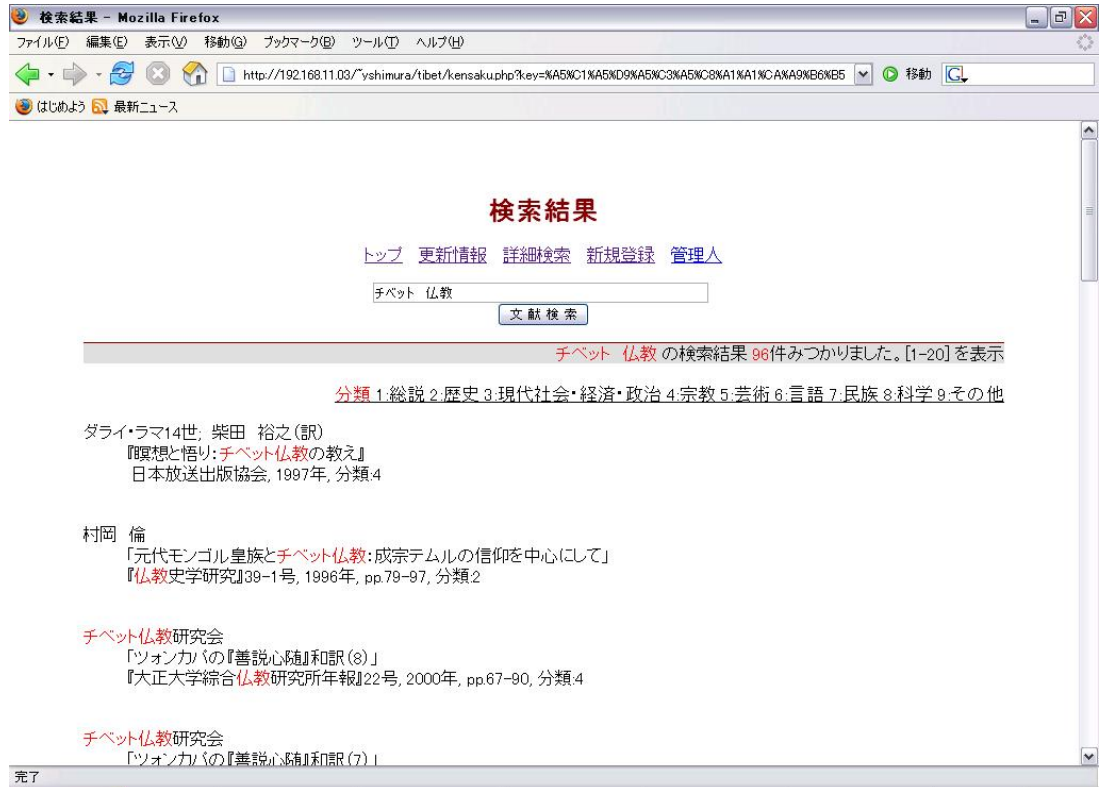 検索結果 - Mozilla Firefox
ファイル(F) 編集(E) 表示(V) 移動(G) ブックマーク(B) ツール(T) ヘルプ(H)
http://192.168.11.03/~yshimura/tibet/kensaku.php?key=%A5%C1%A5%D9%A5%C3%A5%C8%A1%A1%CA%A9%B6%B5 移動 G
はじめよう 最新ニュース
検索結果
トップ 更新情報 詳細検索 新規登録 管理人
チベット 仏教
文献検索
チベット 仏教 の検索結果 96件みつかりました。[1-20] を表示
分類 1:総説 2:歴史 3:現代社会・経済・政治 4:宗教 5:芸術 6:言語 7:民族 8:科学 9:その他
ダライ・ラマ14世; 柴田 裕之(訳)
『瞑想と悟り:チベット仏教の教え』
日本放送出版協会, 1997年, 分類:4
村岡 倫
「元代モンゴル皇族とチベット仏教:成宗テムルの信仰を中心にして」
『仏教史学研究』39-1号, 1996年, pp.79-97, 分類:2
チベット仏教研究会
「ツォンカパの『善説心随』和訳(8)」
『大正大学綜合仏教研究所年報』22号, 2000年, pp.67-90, 分類:4
チベット仏教研究会
「ツォンカパの『善説心随』和訳(7)」
完了